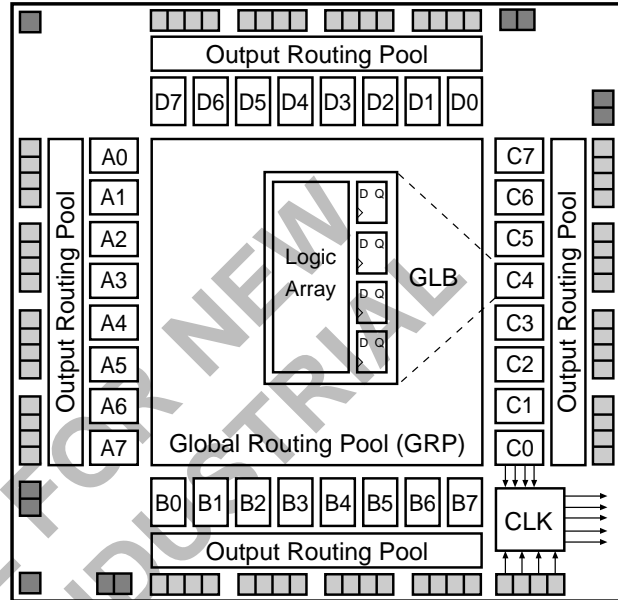 Output Routing Pool
D7 D6 D5 D4 D3 D2 D1 D0
A0
A1
A2
A3
A4
A5
A6
A7
Output Routing Pool
Logic
Array
D Q
D Q
D Q
D Q
GLB
Global Routing Pool (GRP)
C7
C6
C5
C4
C3
C2
C1
C0
Output Routing Pool
CLK
B0 B1 B2 B3 B4 B5 B6 B7
Output Routing Pool
FOR NEW
INDUSTRIAL